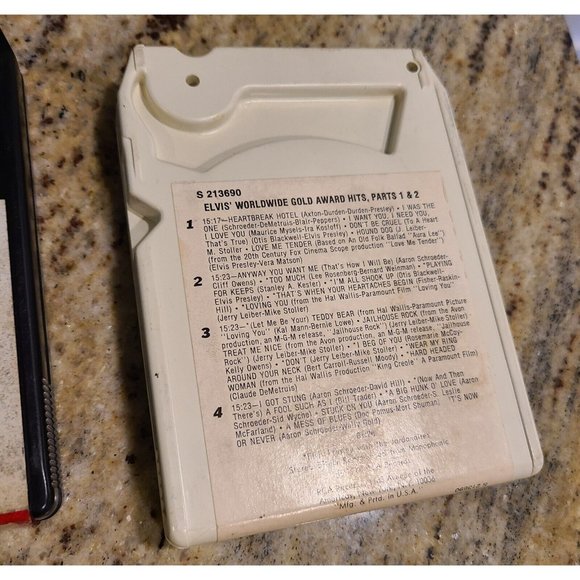 S 213690
ELVIS' WORLDWIDE GOLD AWARD HITS, PARTS 1 & 2
1 15:17—HEARTBREAK HOTEL (Axton-Durden-Durden-Presley) • I WAS THE
ONE (Schroeder-DeMetruis-Blair-Peppers) • I WANT YOU, I NEED YOU,
I LOVE YOU (Maurice Mysels-Ira Kosloff) • DON'T BE CRUEL (To A Heart
That's True) (Otis Blackwell-Elvis Presley) • HOUND DOG (J. Leiber-
M. Stoller • LOVE ME TENDER (Based on An Old Folk Ballad "Aura Lee")
(from the 20th Century Fox Cinema Scope production "Love Me Tender")
(Elvis Presley-Vera Matson)
2 15:23—ANYWAY YOU WANT ME (That's How I Will Be) (Aaron Schroeder-
Cliff Owens) • TOO MUCH (Lee Rosenberg-Bernard Weinman) • "PLAYING
FOR KEEPS (Stanley A. Kesler) • "I'M ALL SHOOK UP (Otis Blackwell-
Elvis Presley) • "THAT'S WHEN YOUR HEARTACHES BEGIN (Fisher-Raskin-
Hill) • "LOVING YOU (from the Hal Wallis-Paramount Film "Loving You"
(Jerry Leiber-Mike Stoller)
3 15:23—"(Let Me Be Your) TEDDY BEAR (from Hal Wallis-Paramount Picture
"Loving You" (Kal Mann-Bernie Lowe) • JAILHOUSE ROCK (from the Avon
production, an M-G-M release, "Jailhouse Rock") (Jerry Leiber-Mike Stoller)
TREAT ME NICE (from the Avon production, an M-G-M release, "Jailhouse
Rock") (Jerry Leiber-Mike Stoller) • "I BEG OF YOU (Rosemarie McCoy-
Kelly Owens) • "DON'T (Jerry Leiber-Mike Stoller) • "WEAR MY RING
AROUND YOUR NECK (Bert Carroll-Russell Moody) • "HARD HEADED
WOMAN (from the Hal Wallis Production "King Creole" A Paramount Film)
(Claude DeMetruis)
4 15:23—I GOT STUNG (Aaron Schroeder-David Hill) • "(Now And Then
There's) A FOOL SUCH AS I (Bill Trader) • "A BIG HUNK O' LOVE (Aaron
Schroeder-Sid Wyche) • STUCK ON YOU (Aaron Schroeder-S. Leslie
McFarland) • A MESS OF BLUES (Doc Pomus-Mort Shuman) "IT'S NOW
OR NEVER (Aaron Schroeder-Wally Gold)
RCA of the
New York, N.Y. 10036
Mfg. & Prtd. in U.S.A.